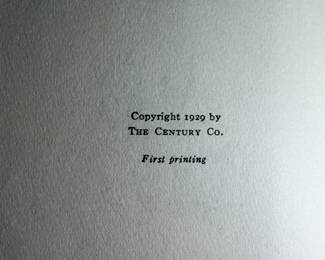 Copyright 1929 by
THE CENTURY CO.
First printing